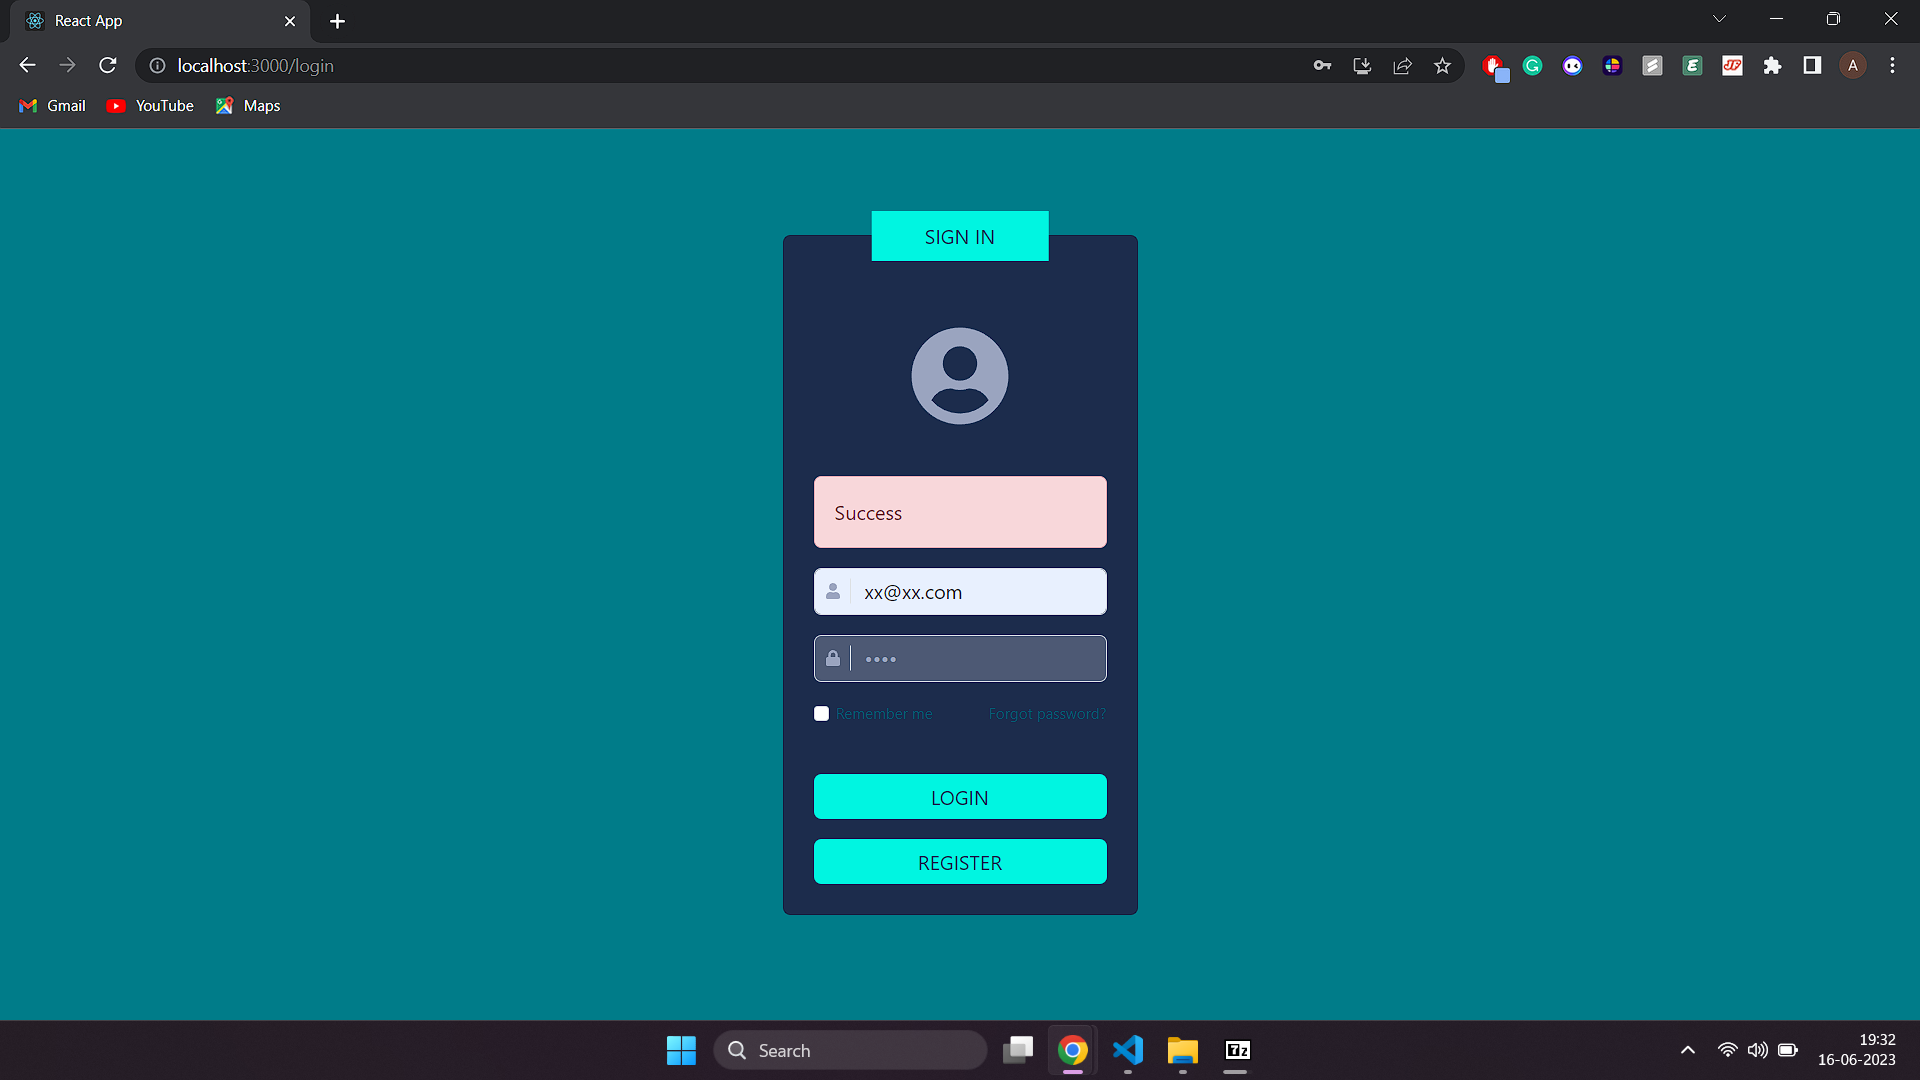 React App
localhost:3000/login
A
Gmail YouTube Maps
SIGN IN
Success
xx@xx.com
Remember me Forgot password?
LOGIN
REGISTER
Search
7z
19:32
16-06-2023